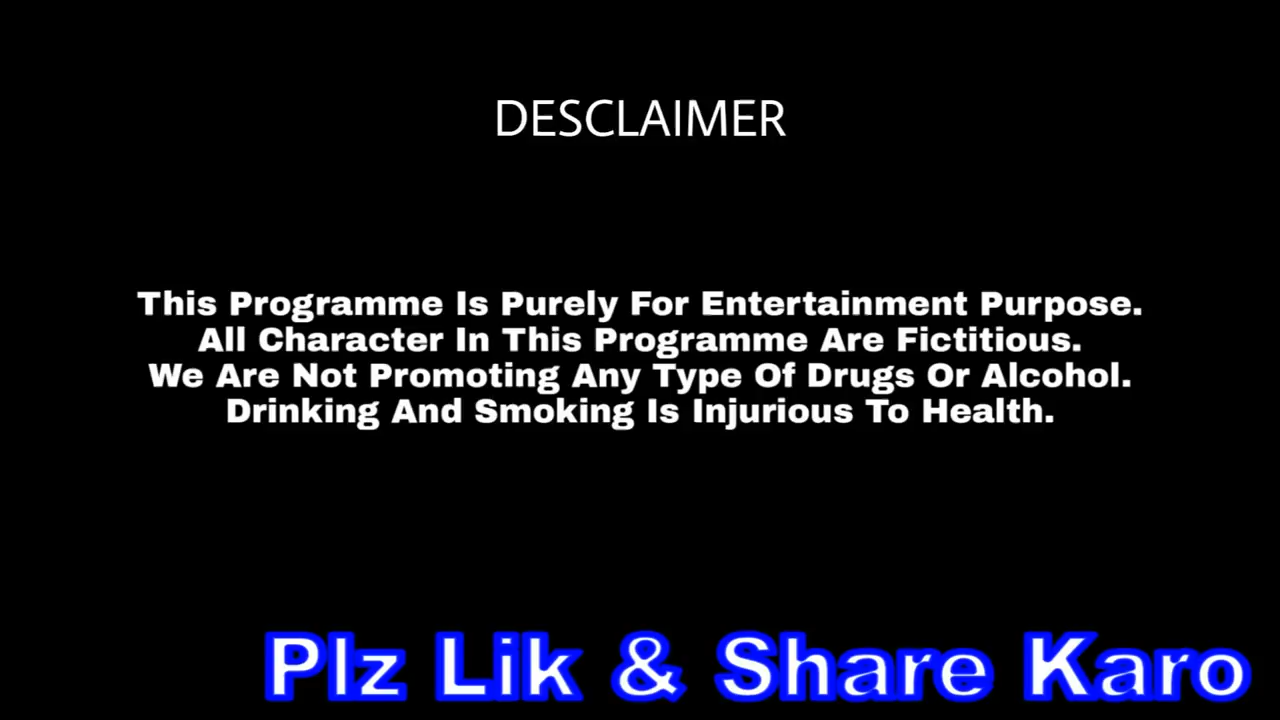 DESCLAIMER
This Programme Is Purely For Entertainment Purpose.
All Character In This Programme Are Fictitious.
We Are Not Promoting Any Type Of Drugs Or Alcohol.
Drinking And Smoking Is Injurious To Health.
Plz Lik & Share Karo